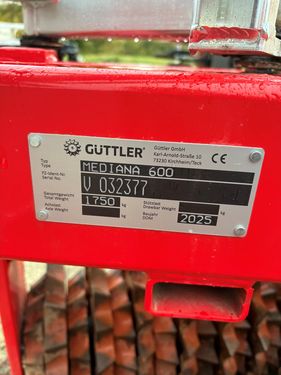 GÜTTLER®
Güttler GmbH
Karl-Arnold-Straße 10
73230 Kirchheim/Teck
CE
Typ
Type
MEDIANA 600
FZ-Ident-Nr
Serial No.
V 032377
Gesamtgewicht
Total Weight
1750 kg
Stützlast
Drawbar Weight
kg
Achslast
Axle Weight
kg
Baujahr
DOM
2025